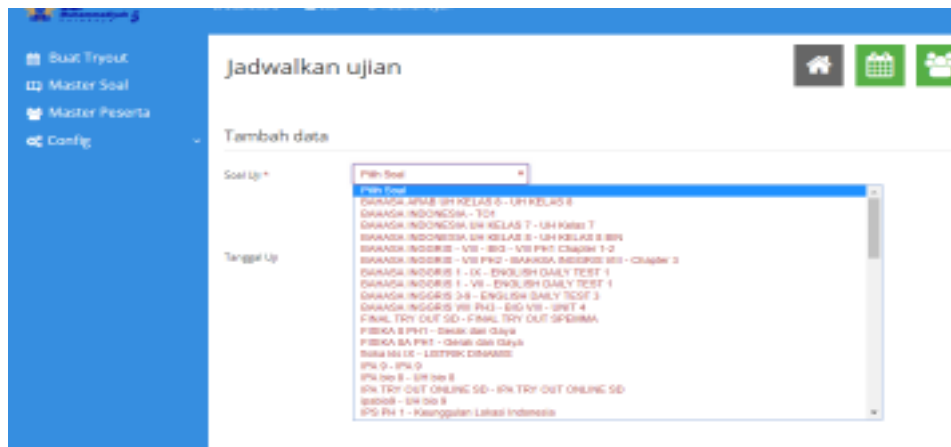 Muhammadiyah 5
Buat Tryout
Master Soal
Master Peserta
Config
Jadwalkan ujian
Tambah data
Soal Uji *
Pilih Soal
Pilih Soal
BAHASA ARAB UH KELAS 8 - UH KELAS 8
BAHASA INDONESIA - TO1
BAHASA INDONESIA UH KELAS 7 - UH Kelas 7
BAHASA INDONESIA UH KELAS 8 - UH KELAS 8 BIN
BAHASA INGGRIS - VIII - BIG - VIII PH1 Chapter 1-2
BAHASA INGGRIS - VIII PH2 - BAHASA INGGRIS VIII - Chapter 3
BAHASA INGGRIS 1 - IX - ENGLISH DAILY TEST 1
BAHASA INGGRIS 1 - VII - ENGLISH DAILY TEST 1
BAHASA INGGRIS 3-9 - ENGLISH DAILY TEST 3
BAHASA INGGRIS VIII PH3 - BIG VIII - UNIT 4
FINAL TRY OUT SD - FINAL TRY OUT SPEMMA
FISIKA 8 PH1 - Gerak dan Gaya
FISIKA 8A PH1 - Gerak dan Gaya
IX - LISTRIK DINAMIS
IPA 9 - IPA 9
IPA bio 8 - UH bio 8
IPA TRY OUT ONLINE SD - IPA TRY OUT ONLINE SD
ipabio8 - UH bio 8
IPS PH 1 - Keunggulan Lokasi Indonesia
Tanggal Uji